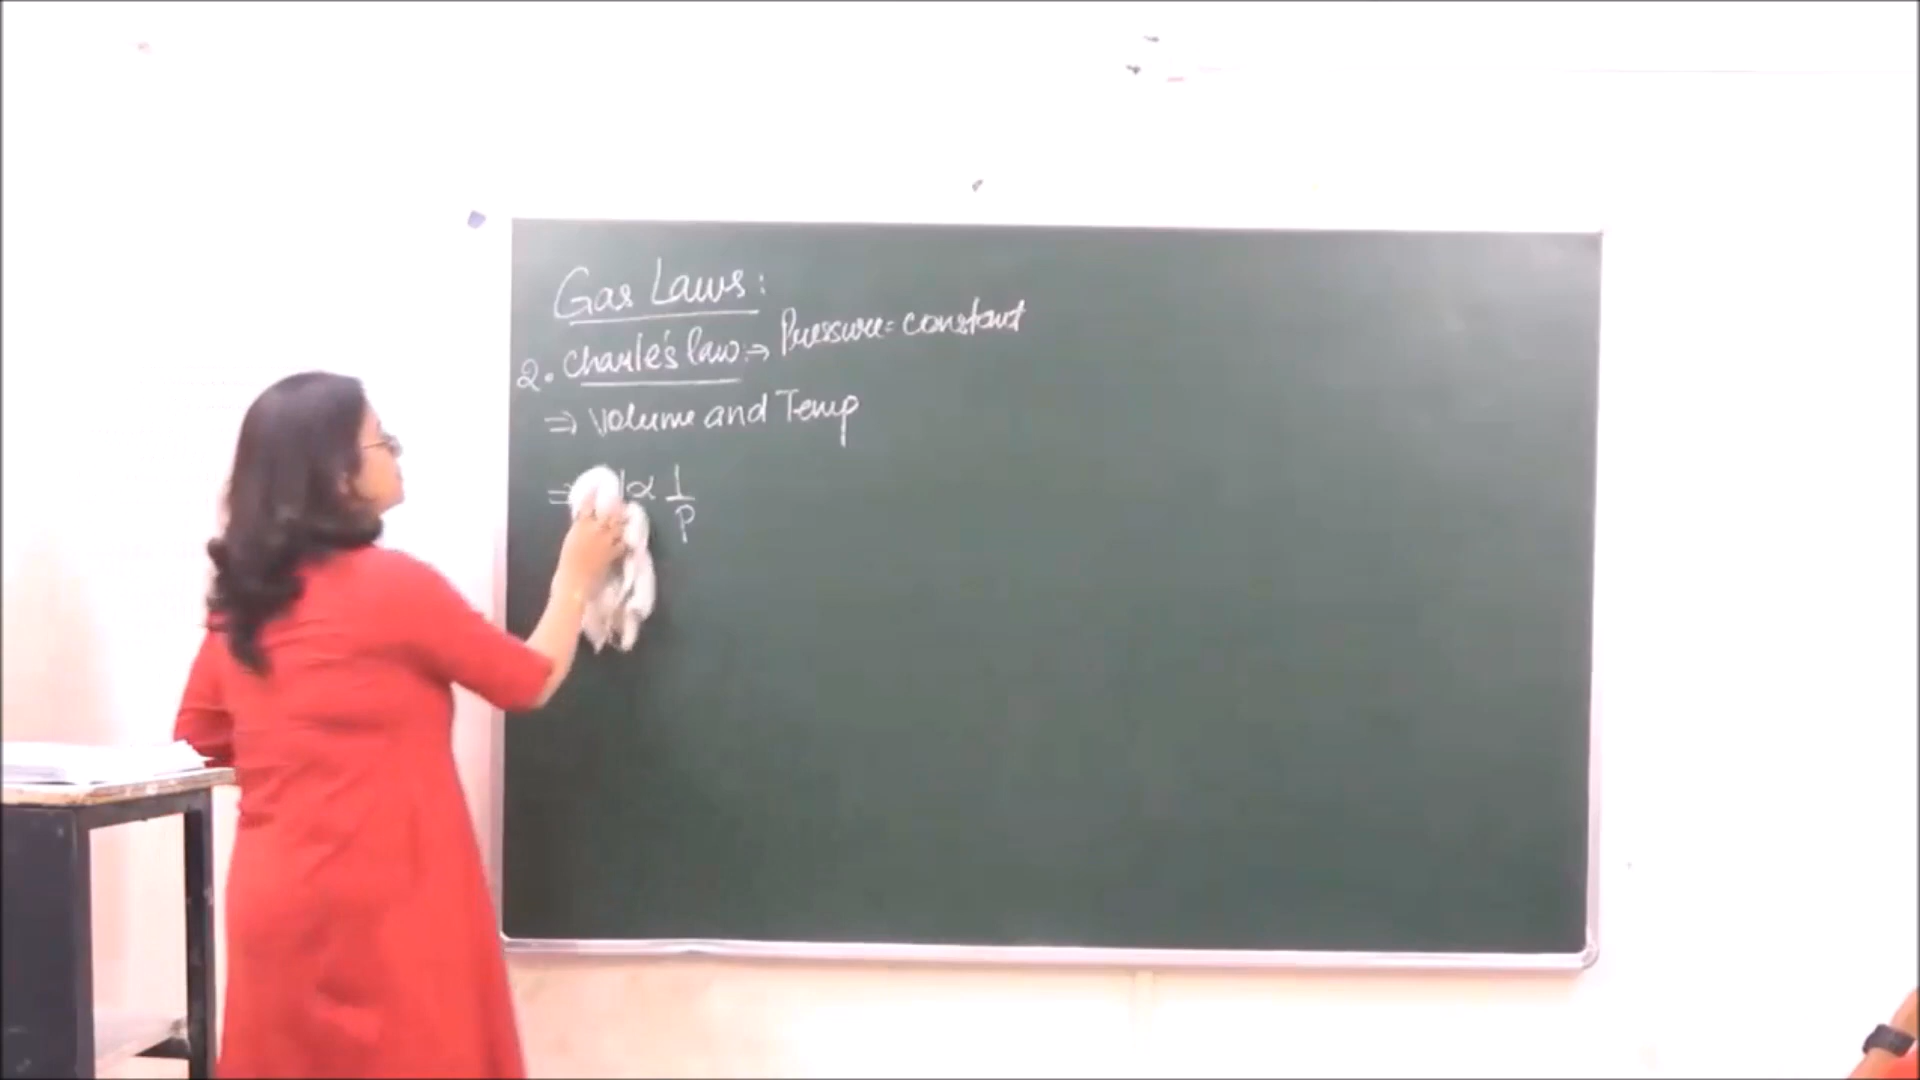 Gas Laws:
2. Charle's law:⇒ Pressure = constant
⇒ Volume and Temp
⇒ ∝ 1/P